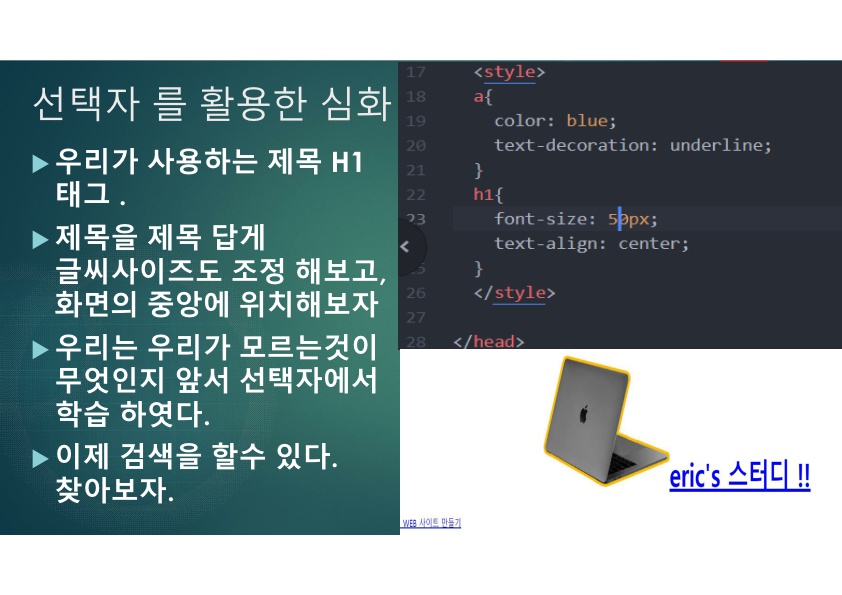 선택자 를 활용한 심화
우리가 사용하는 제목 H1
태그 .
제목을 제목 답게
글씨사이즈도 조정 해보고,
화면의 중앙에 위치해보자
우리는 우리가 모르는것이
무엇인지 앞서 선택자에서
학습 하엿다.
이제 검색을 할수 있다.
찾아보자.
17 <style>
18 a{
19 color: blue;
20 text-decoration: underline;
21 }
22 h1{
23 font-size: 50px;
text-align: center;
}
26 </style>
27
28 </head>
eric's 스터디 !!
WEB 사이트 만들기